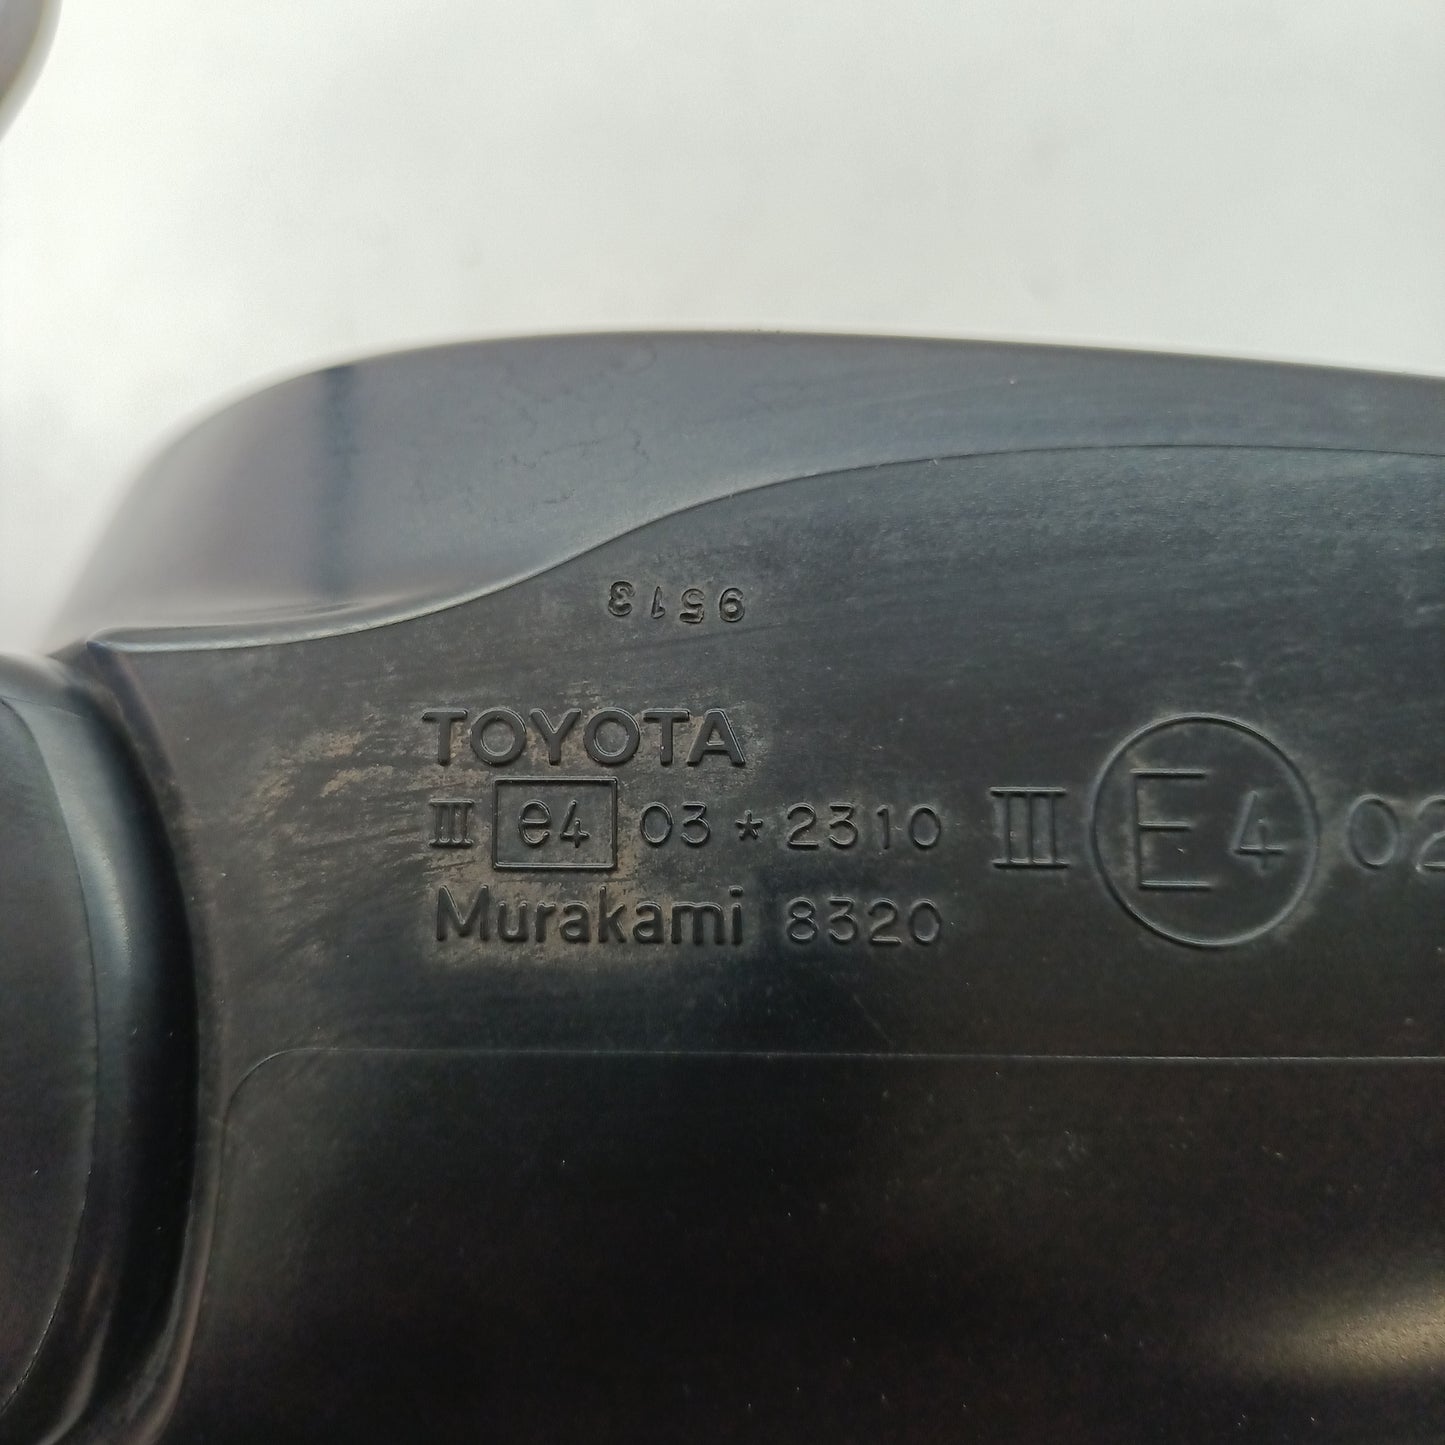 9513
TOYOTA
III e4 03 * 2310 III E4 02
Murakami 8320